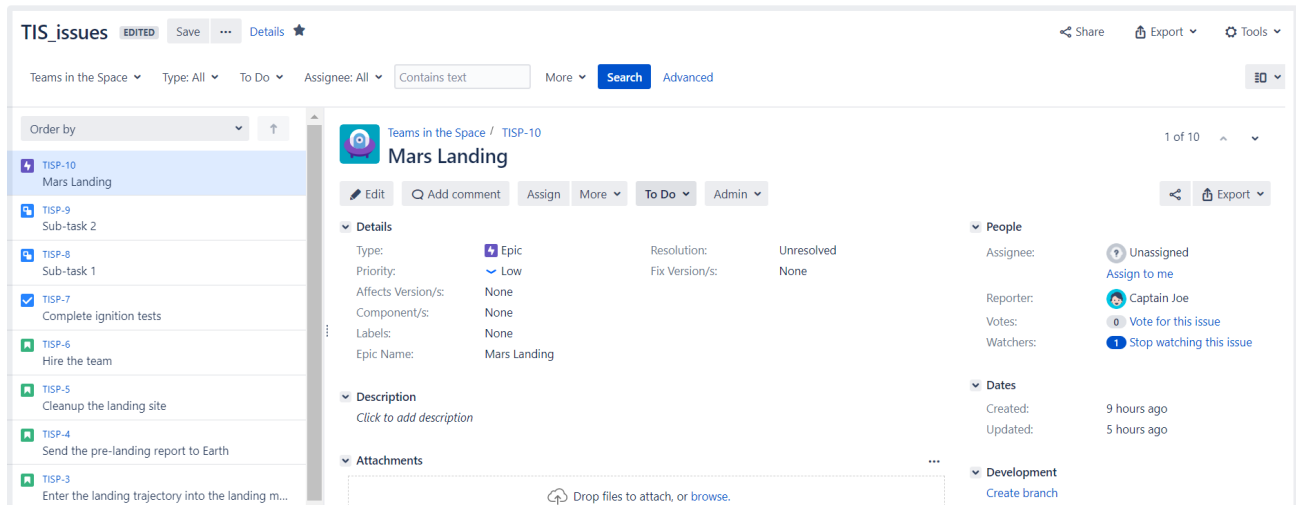 TIS_issues EDITED Save ••• Details Share Export Tools
Teams in the Space Type: All To Do Assignee: All Contains text More Search Advanced
Order by
TISP-10
Mars Landing
TISP-9
Sub-task 2
TISP-8
Sub-task 1
TISP-7
Complete ignition tests
TISP-6
Hire the team
TISP-5
Cleanup the landing site
TISP-4
Send the pre-landing report to Earth
TISP-3
Enter the landing trajectory into the landing m...
Teams in the Space / TISP-10
Mars Landing
1 of 10
Edit Add comment Assign More To Do Admin Export
Details
Type: Epic Resolution: Unresolved
Priority: Low Fix Version/s: None
Affects Version/s: None
Component/s: None
Labels: None
Epic Name: Mars Landing
Description
Click to add description
Attachments •••
Drop files to attach, or browse.
People
Assignee: ? Unassigned
Assign to me
Reporter: Captain Joe
Votes: 0 Vote for this issue
Watchers: 1 Stop watching this issue
Dates
Created: 9 hours ago
Updated: 5 hours ago
Development
Create branch